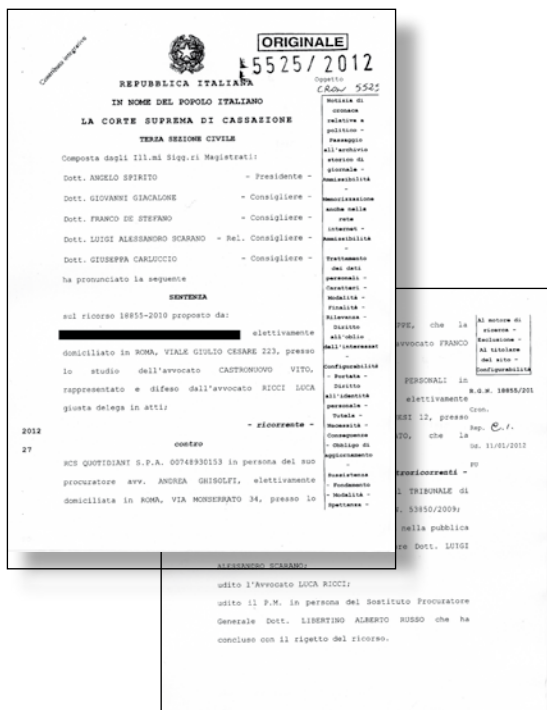 Contributo integrativo
ORIGINALE
5525/2012
REPUBBLICA ITALIANA
IN NOME DEL POPOLO ITALIANO
LA CORTE SUPREMA DI CASSAZIONE
TERZA SEZIONE CIVILE
Composta dagli Ill.mi Sigg.ri Magistrati:
Dott. ANGELO SPIRITO - Presidente -
Dott. GIOVANNI GIACALONE - Consigliere -
Dott. FRANCO DE STEFANO - Consigliere -
Dott. LUIGI ALESSANDRO SCARANO - Rel. Consigliere -
Dott. GIUSEPPA CARLUCCIO - Consigliere -
ha pronunciato la seguente
SENTENZA
sul ricorso 18855-2010 proposto da:
elettivamente
domiciliato in ROMA, VIALE GIULIO CESARE 223, presso
lo studio dell'avvocato CASTRONUOVO VITO,
rappresentato e difeso dall'avvocato RICCI LUCA
giusta delega in atti;
- ricorrente -
2012
contro
27
RCS QUOTIDIANI S.P.A. 00748930153 in persona del suo
procuratore avv. ANDREA GHISOLFI, elettivamente
domiciliata in ROMA, VIA MONSERRATO 34, presso lo
Oggetto
CRON 5525
Notizia di
cronaca
relativa a
politico -
Passaggio
all'archivio
storico di
giornale -
Ammissibilità
-
Memorizzazione
anche nella
rete
internet -
Ammissibilità
-
Trattamento
dei dati
personali -
Caratteri -
Modalità -
Finalità -
Rilevanza -
Diritto
all'oblio
dell'interessat
-
Configurabilità
- Portata -
Diritto
all'identità
personale -
Tutela -
Necessità -
Conseguenze
- Obbligo di
aggiornamento
-
Sussistenza
- Fondamento
- Modalità -
Spettanza -
PPE, che la
avvocato FRANCO
PERSONALI in
elettivamente
ESI 12, presso
ATO, che la
troricorrenti -
L TRIBUNALE di
. 53850/2009;
nella pubblica
re Dott. LUIGI
ALESSANDRO SCARANO;
udito l'Avvocato LUCA RICCI;
udito il P.M. in persona del Sostituto Procuratore
Generale Dott. LIBERTINO ALBERTO RUSSO che ha
concluso con il rigetto del ricorso.
Al motore di
ricerca -
Esclusione -
Al titolare
del sito -
Configurabilità
R.G.N. 18855/201
Cron.
Rep.
Ud. 11/01/2012
PU